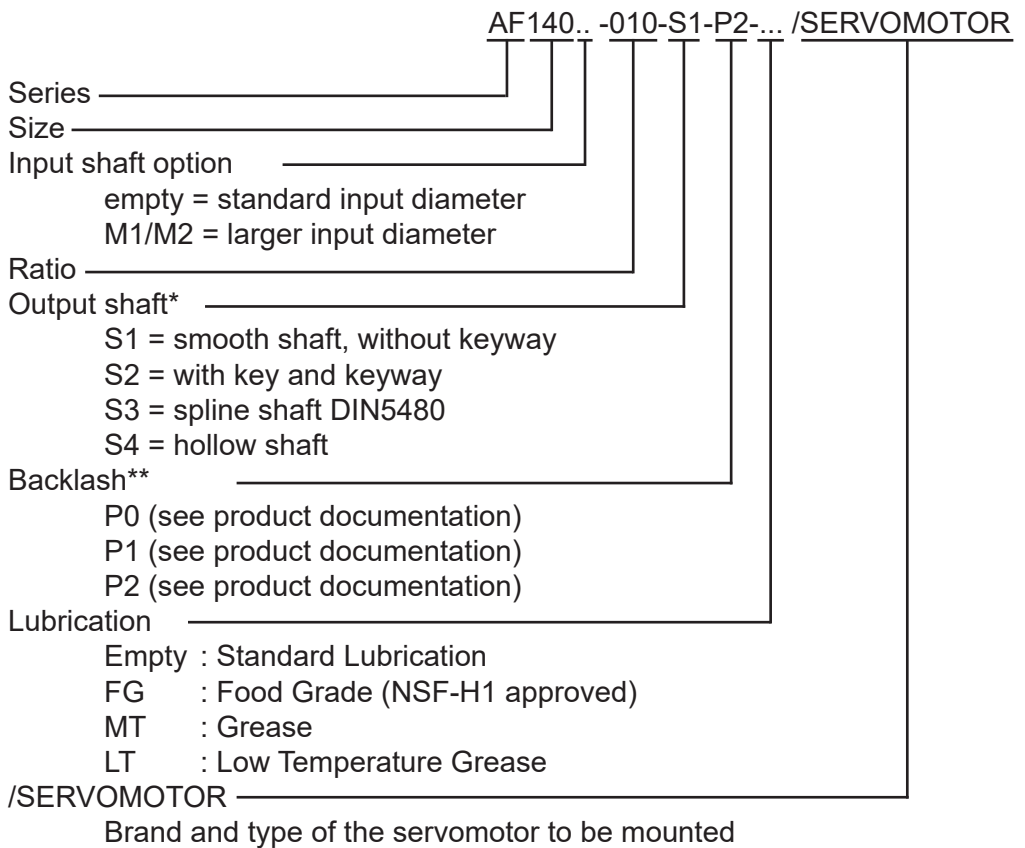 AF140.. -010-S1-P2-... /SERVOMOTOR
Series
Size
Input shaft option
empty = standard input diameter
M1/M2 = larger input diameter
Ratio
Output shaft*
S1 = smooth shaft, without keyway
S2 = with key and keyway
S3 = spline shaft DIN5480
S4 = hollow shaft
Backlash**
P0 (see product documentation)
P1 (see product documentation)
P2 (see product documentation)
Lubrication
Empty : Standard Lubrication
FG : Food Grade (NSF-H1 approved)
MT : Grease
LT : Low Temperature Grease
/SERVOMOTOR
Brand and type of the servomotor to be mounted